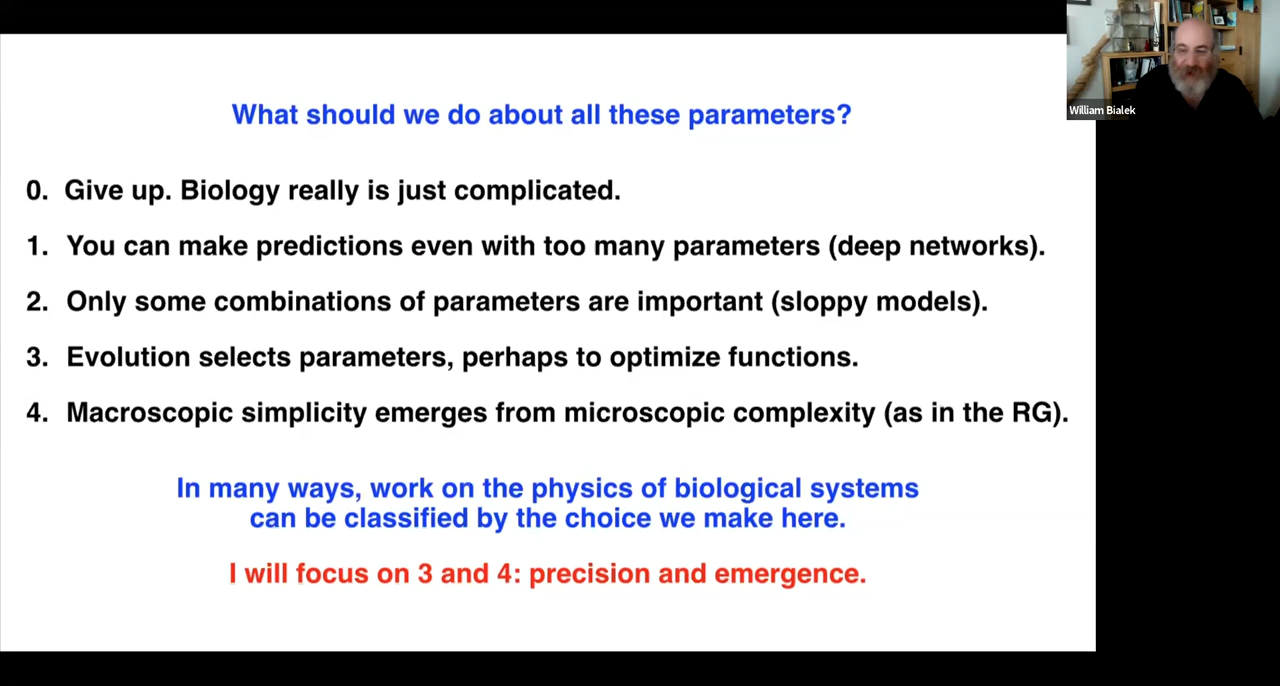 What should we do about all these parameters?
0. Give up. Biology really is just complicated.
1. You can make predictions even with too many parameters (deep networks).
2. Only some combinations of parameters are important (sloppy models).
3. Evolution selects parameters, perhaps to optimize functions.
4. Macroscopic simplicity emerges from microscopic complexity (as in the RG).
In many ways, work on the physics of biological systems
can be classified by the choice we make here.
I will focus on 3 and 4: precision and emergence.
William Bialek